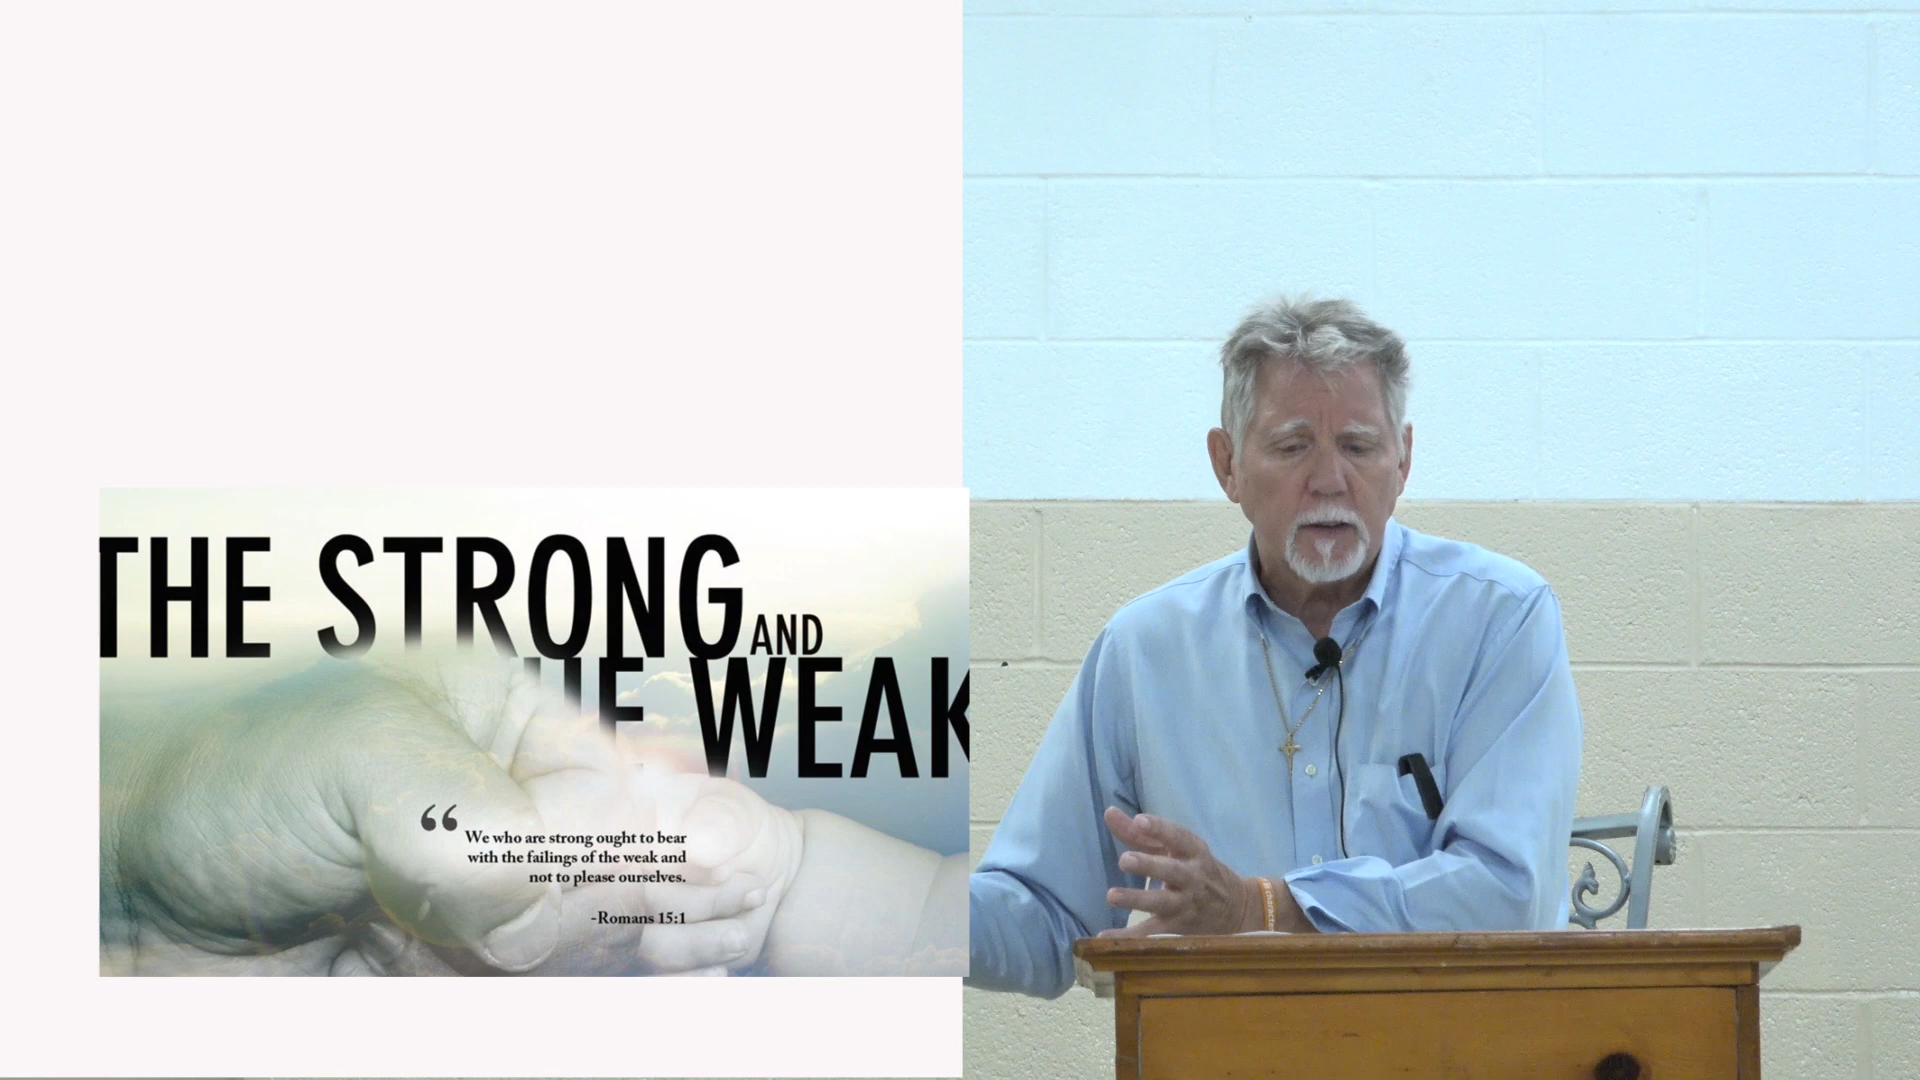 THE STRONG AND
THE WEAK
“ We who are strong ought to bear
with the failings of the weak and
not to please ourselves.
-Romans 15:1